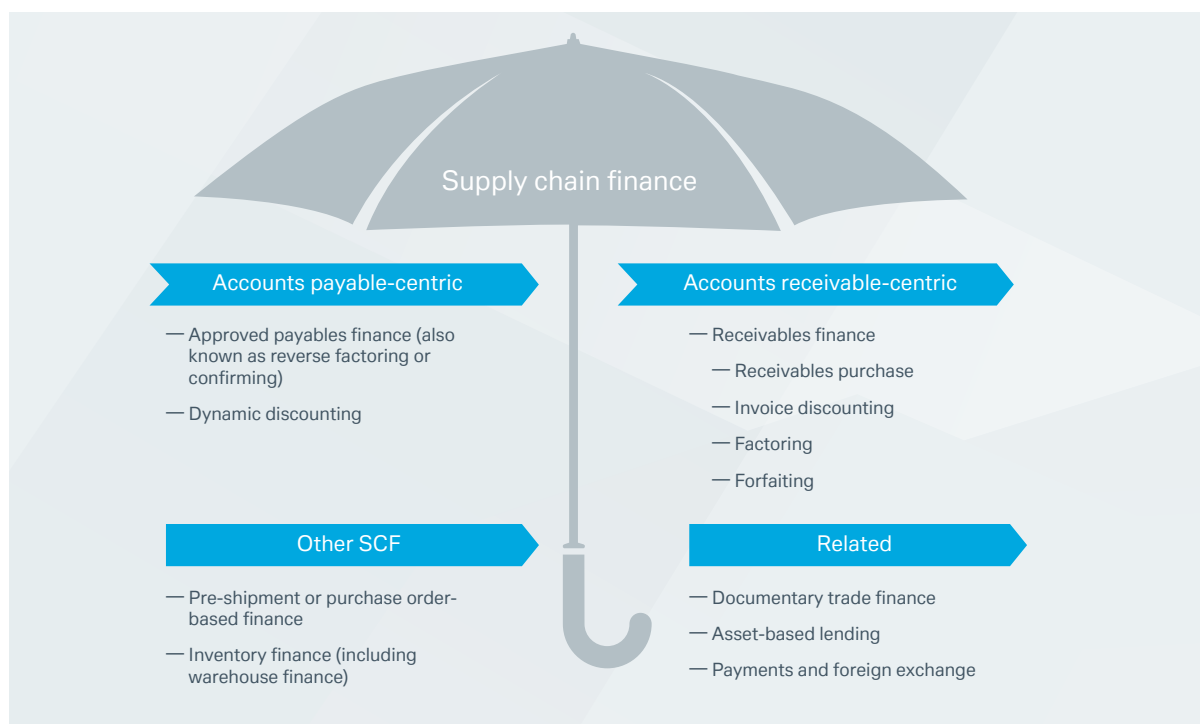 Supply chain finance
Accounts payable-centric
— Approved payables finance (also
known as reverse factoring or
confirming)
— Dynamic discounting
Accounts receivable-centric
— Receivables finance
— Receivables purchase
— Invoice discounting
— Factoring
— Forfaiting
Other SCF
— Pre-shipment or purchase order-
based finance
— Inventory finance (including
warehouse finance)
Related
— Documentary trade finance
— Asset-based lending
— Payments and foreign exchange